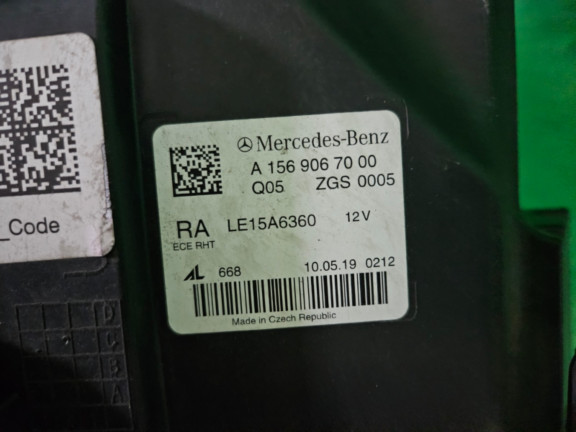 _Code
Mercedes-Benz
A 156 906 70 00
Q05 ZGS 0005
RA LE15A6360 12V
ECE RHT
AL 668 10.05.19 0212
Made in Czech Republic
D
C
B
A